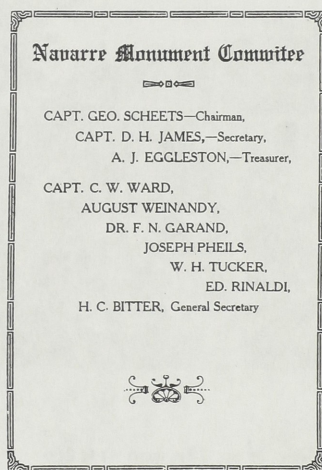 Navarre Monument Commitee
CAPT. GEO. SCHEETS—Chairman,
CAPT. D. H. JAMES,—Secretary,
A. J. EGGLESTON,—Treasurer,
CAPT. C. W. WARD,
AUGUST WEINANDY,
DR. F. N. GARAND,
JOSEPH PHEILS,
W. H. TUCKER,
ED. RINALDI,
H. C. BITTER, General Secretary